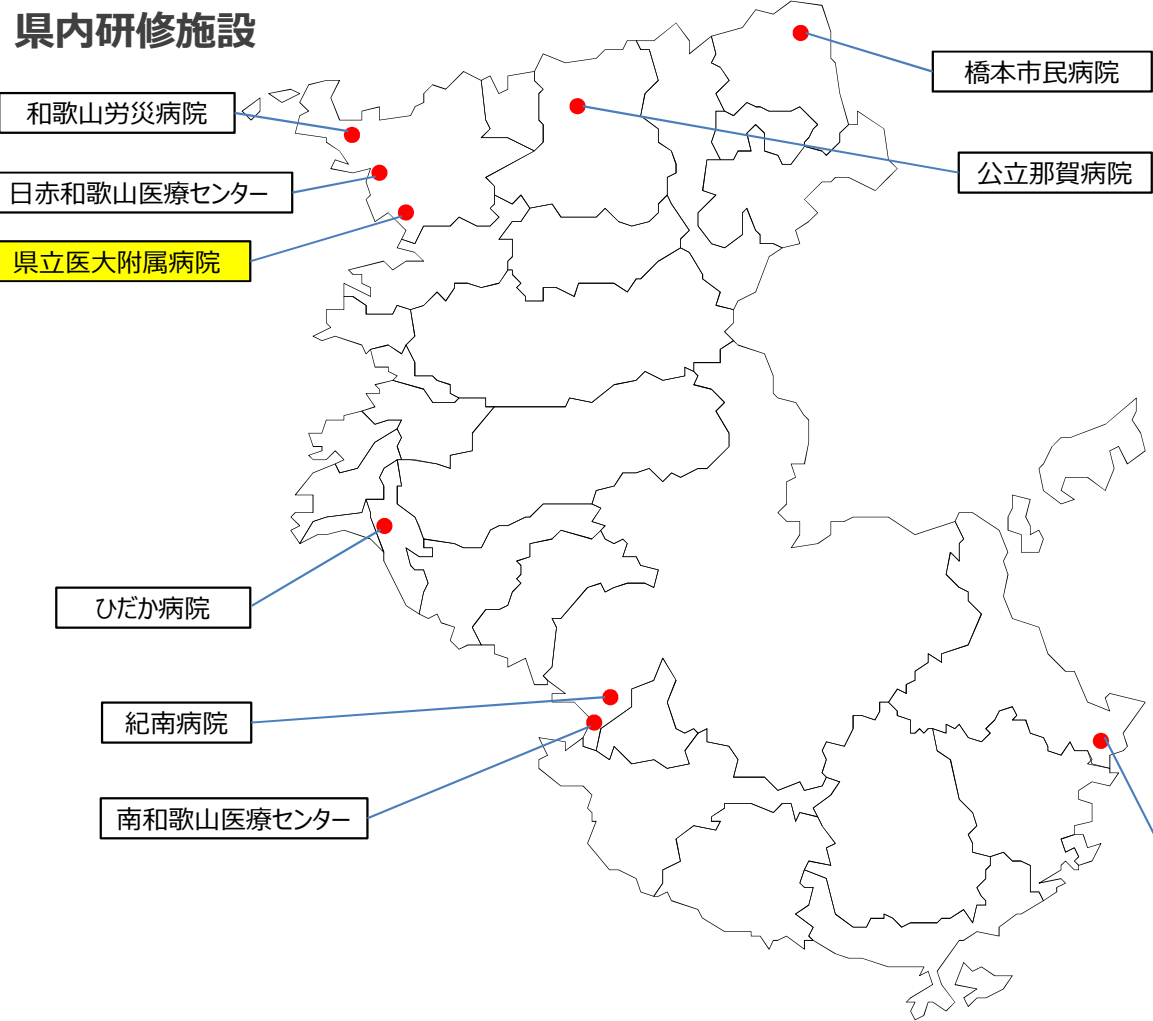 県内研修施設
橋本市民病院
和歌山労災病院
公立那賀病院
日赤和歌山医療センター
県立医大附属病院
ひだか病院
紀南病院
南和歌山医療センター